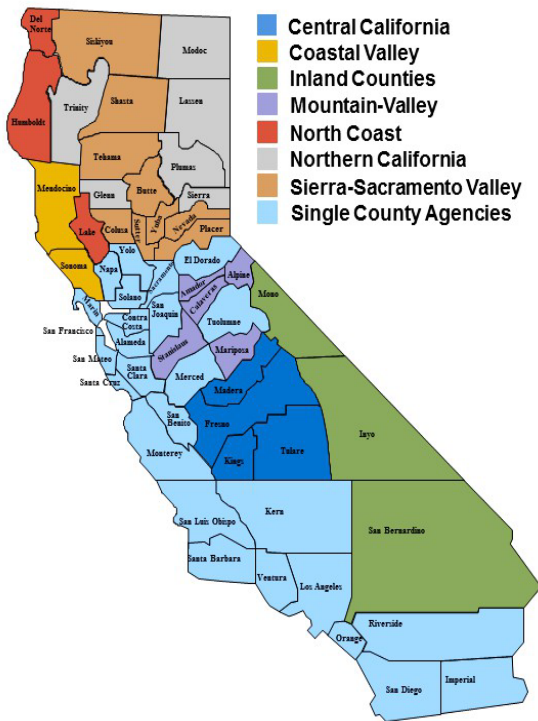 Central California
Coastal Valley
Inland Counties
Mountain-Valley
North Coast
Northern California
Sierra-Sacramento Valley
Single County Agencies
Del
Norte
Siskiyou
Modoc
Humboldt
Trinity
Shasta
Lassen
Tehama
Plumas
Mendocino
Glenn
Butte
Sierra
Lake
Colusa
Sutter
Yuba
Nevada
Placer
Sonoma
Napa
Yolo
Sacramento
El Dorado
Alpine
Solano
Amador
Calaveras
Mono
Marin
Contra
Costa
San
Joaquin
Tuolumne
San Francisco
Alameda
Stanislaus
Mariposa
San Mateo
Santa
Clara
Merced
Santa Cruz
Madera
San
Benito
Fresno
Inyo
Monterey
Kings
Tulare
San Luis Obispo
Kern
San Bernardino
Santa Barbara
Ventura
Los Angeles
Orange
Riverside
San Diego
Imperial